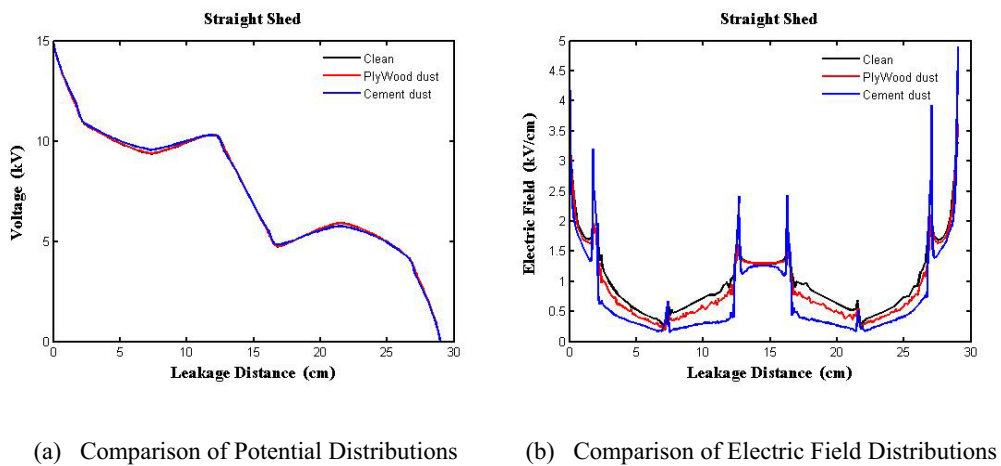 Straight Shed
15
10
5
0
Voltage (kV)
Clean
PlyWood dust
Cement dust
0 5 10 15 20 25 30
Leakage Distance (cm)
Straight Shed
5
4.5
4
3.5
3
2.5
2
1.5
1
0.5
0
Electric Field (kV/cm)
Clean
PlyWood dust
Cement dust
0 5 10 15 20 25 30
Leakage Distance (cm)
(a) Comparison of Potential Distributions
(b) Comparison of Electric Field Distributions